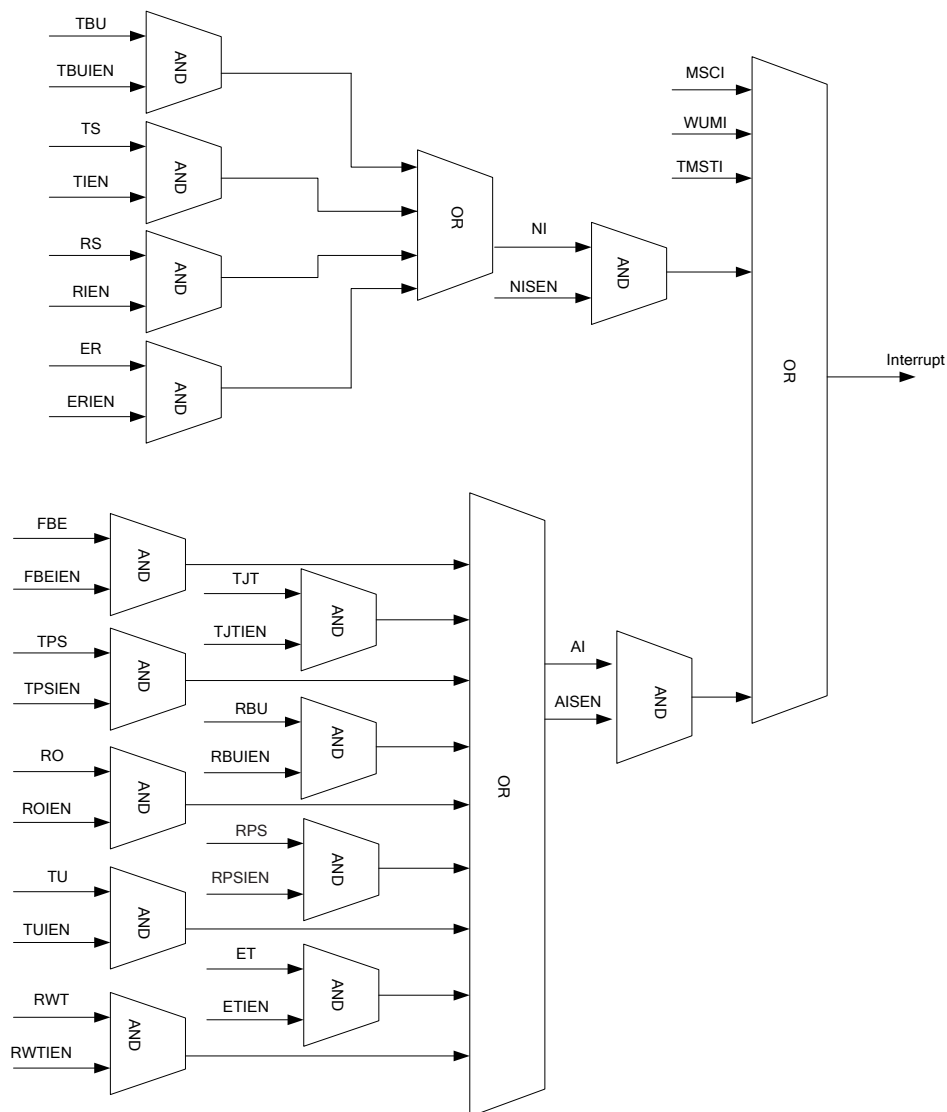 TBU
TBUIEN
AND
TS
TIEN
AND
RS
RIEN
AND
ER
ERIEN
AND
OR
NI
NISEN
AND
MSCI
WUMI
TMSTI
OR
Interrupt
FBE
FBEIEN
AND
TJT
TJTIEN
AND
TPS
TPSIEN
AND
RBU
RBUIEN
AND
RO
ROIEN
AND
RPS
RPSIEN
AND
TU
TUIEN
AND
ET
ETIEN
AND
RWT
RWTIEN
AND
OR
AI
AISEN
AND